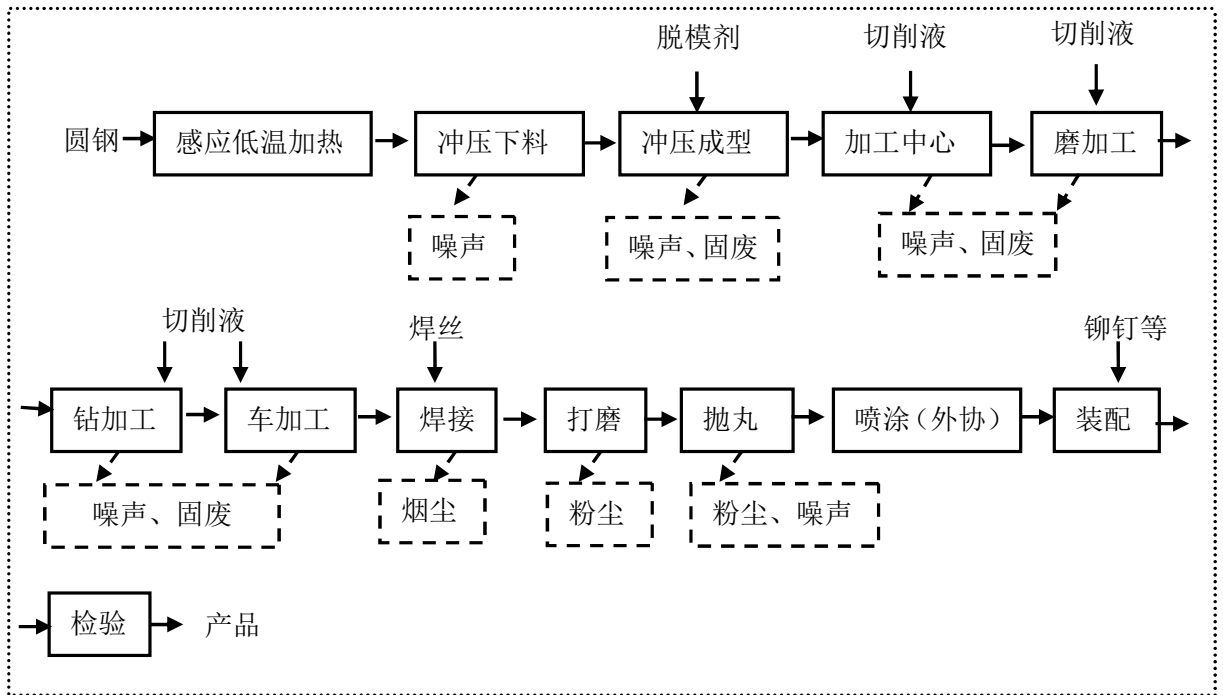 脱模剂 切削液 切削液
圆钢 感应低温加热 冲压下料 冲压成型 加工中心 磨加工
噪声 噪声、固废 噪声、固废
切削液 焊丝 铆钉等
钻加工 车加工 焊接 打磨 抛丸 喷涂(外协) 装配
噪声、固废 烟尘 粉尘 粉尘、噪声
检验 产品